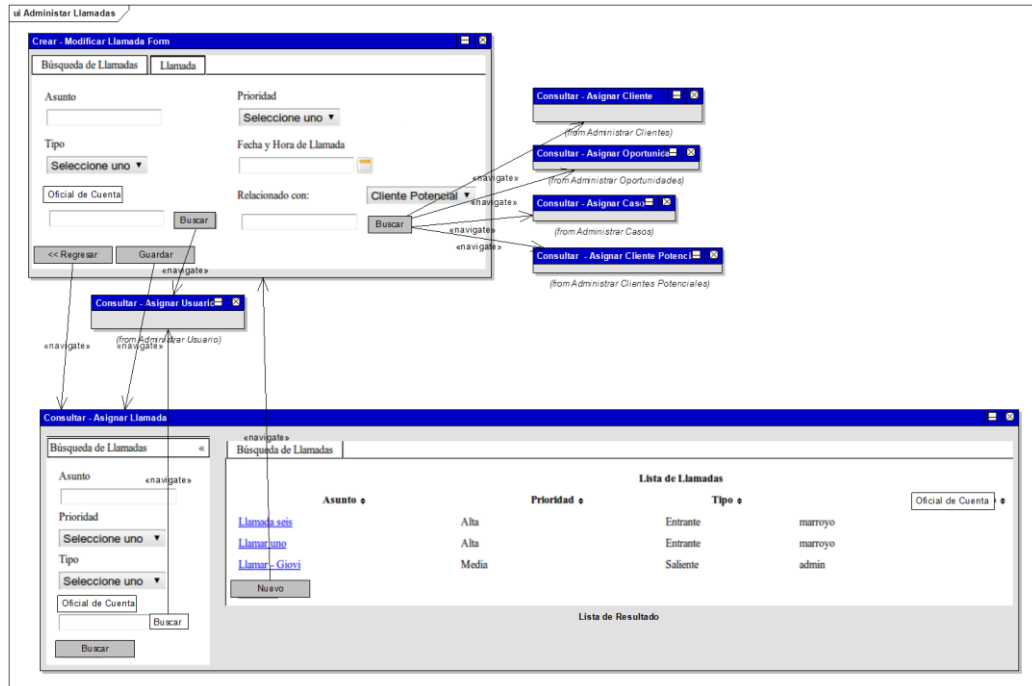 ui Administar Llamadas
Crear - Modificar Llamada Form
Búsqueda de Llamadas
Llamada
Asunto
Prioridad
Seleccione uno
Tipo
Seleccione uno
Fecha y Hora de Llamada
Oficial de Cuenta
Buscar
Relacionado con:
Cliente Potencial
Buscar
<< Regresar
Guardar
«navigate»
«navigate»
«navigate»
«navigate»
«navigate»
Consultar - Asignar Cliente
(from Administrar Clientes)
Consultar - Asignar Oportunida
(from Administrar Oportunidades)
Consultar - Asignar Caso
(from Administrar Casos)
Consultar - Asignar Cliente Potenci
(from Administrar Clientes Potenciales)
Consultar - Asignar Usuario
(from Administrar Usuario)
«navigate»
«navigate»
Consultar - Asignar Llamada
«navigate»
Búsqueda de Llamadas «
Asunto
«navigate»
Prioridad
Seleccione uno
Tipo
Seleccione uno
Oficial de Cuenta
Buscar
Buscar
Búsqueda de Llamadas
Lista de Llamadas
Asunto Prioridad Tipo Oficial de Cuenta
Llamada seis Alta Entrante marroyo
Llamar uno Alta Entrante marroyo
Llamar - Giovi Media Saliente admin
Nuevo
Lista de Resultado